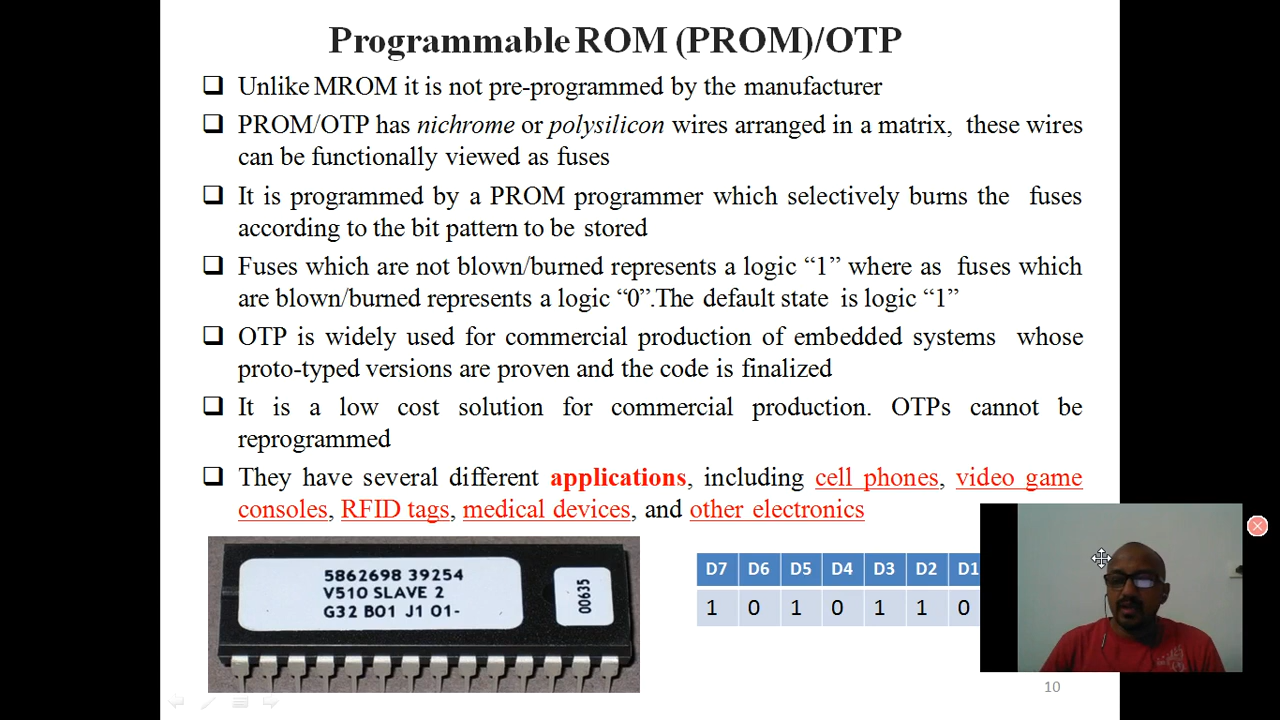 Programmable ROM (PROM)/OTP
❑ Unlike MROM it is not pre-programmed by the manufacturer
❑ PROM/OTP has nichrome or polysilicon wires arranged in a matrix, these wires
can be functionally viewed as fuses
❑ It is programmed by a PROM programmer which selectively burns the fuses
according to the bit pattern to be stored
❑ Fuses which are not blown/burned represents a logic “1” where as fuses which
are blown/burned represents a logic “0”.The default state is logic “1”
❑ OTP is widely used for commercial production of embedded systems whose
proto-typed versions are proven and the code is finalized
❑ It is a low cost solution for commercial production. OTPs cannot be
reprogrammed
❑ They have several different applications, including cell phones, video game
consoles, RFID tags, medical devices, and other electronics
5862698 39254
V510 SLAVE 2
G32 B01 J1 01-
00635
D7 D6 D5 D4 D3 D2 D1
1 0 1 0 1 1 0
10